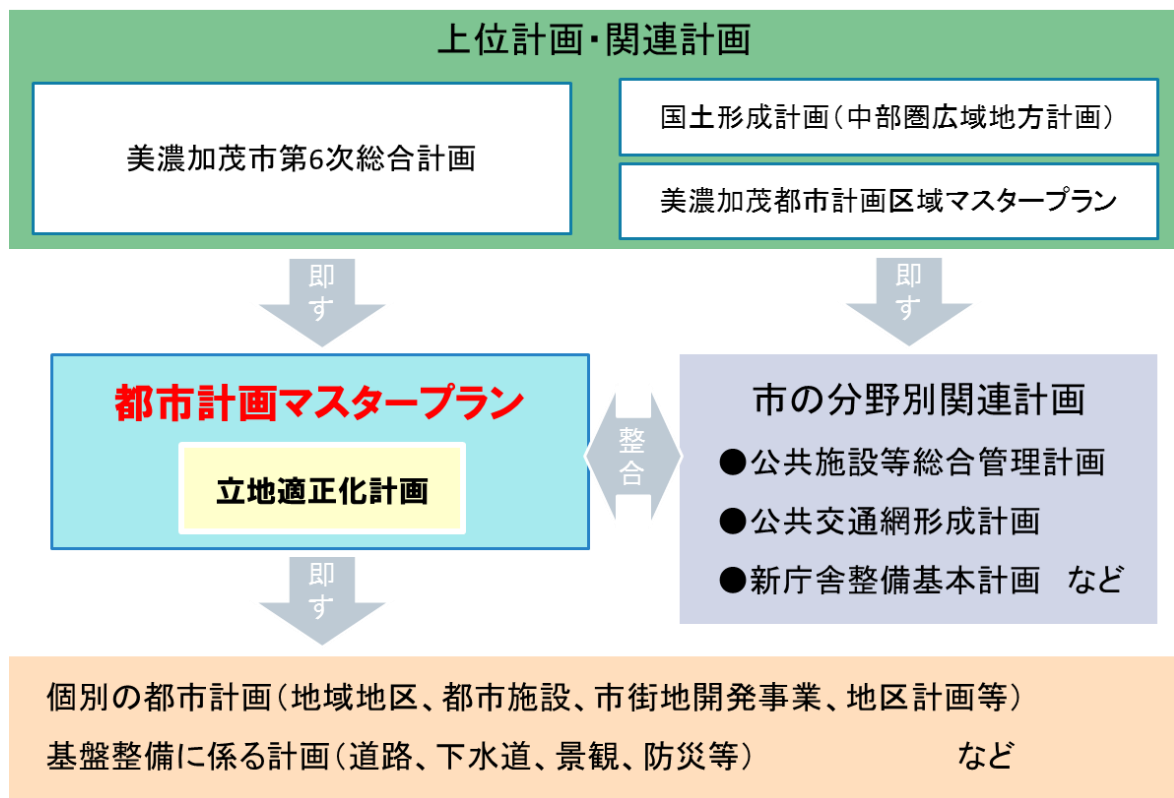 上位計画・関連計画
美濃加茂市第6次総合計画
国土形成計画（中部圏広域地方計画）
美濃加茂都市計画区域マスタープラン
即す
即す
都市計画マスタープラン
立地適正化計画
整合
市の分野別関連計画
●公共施設等総合管理計画
●公共交通網形成計画
●新庁舎整備基本計画　など
即す
個別の都市計画（地域地区、都市施設、市街地開発事業、地区計画等）
基盤整備に係る計画（道路、下水道、景観、防災等）　など